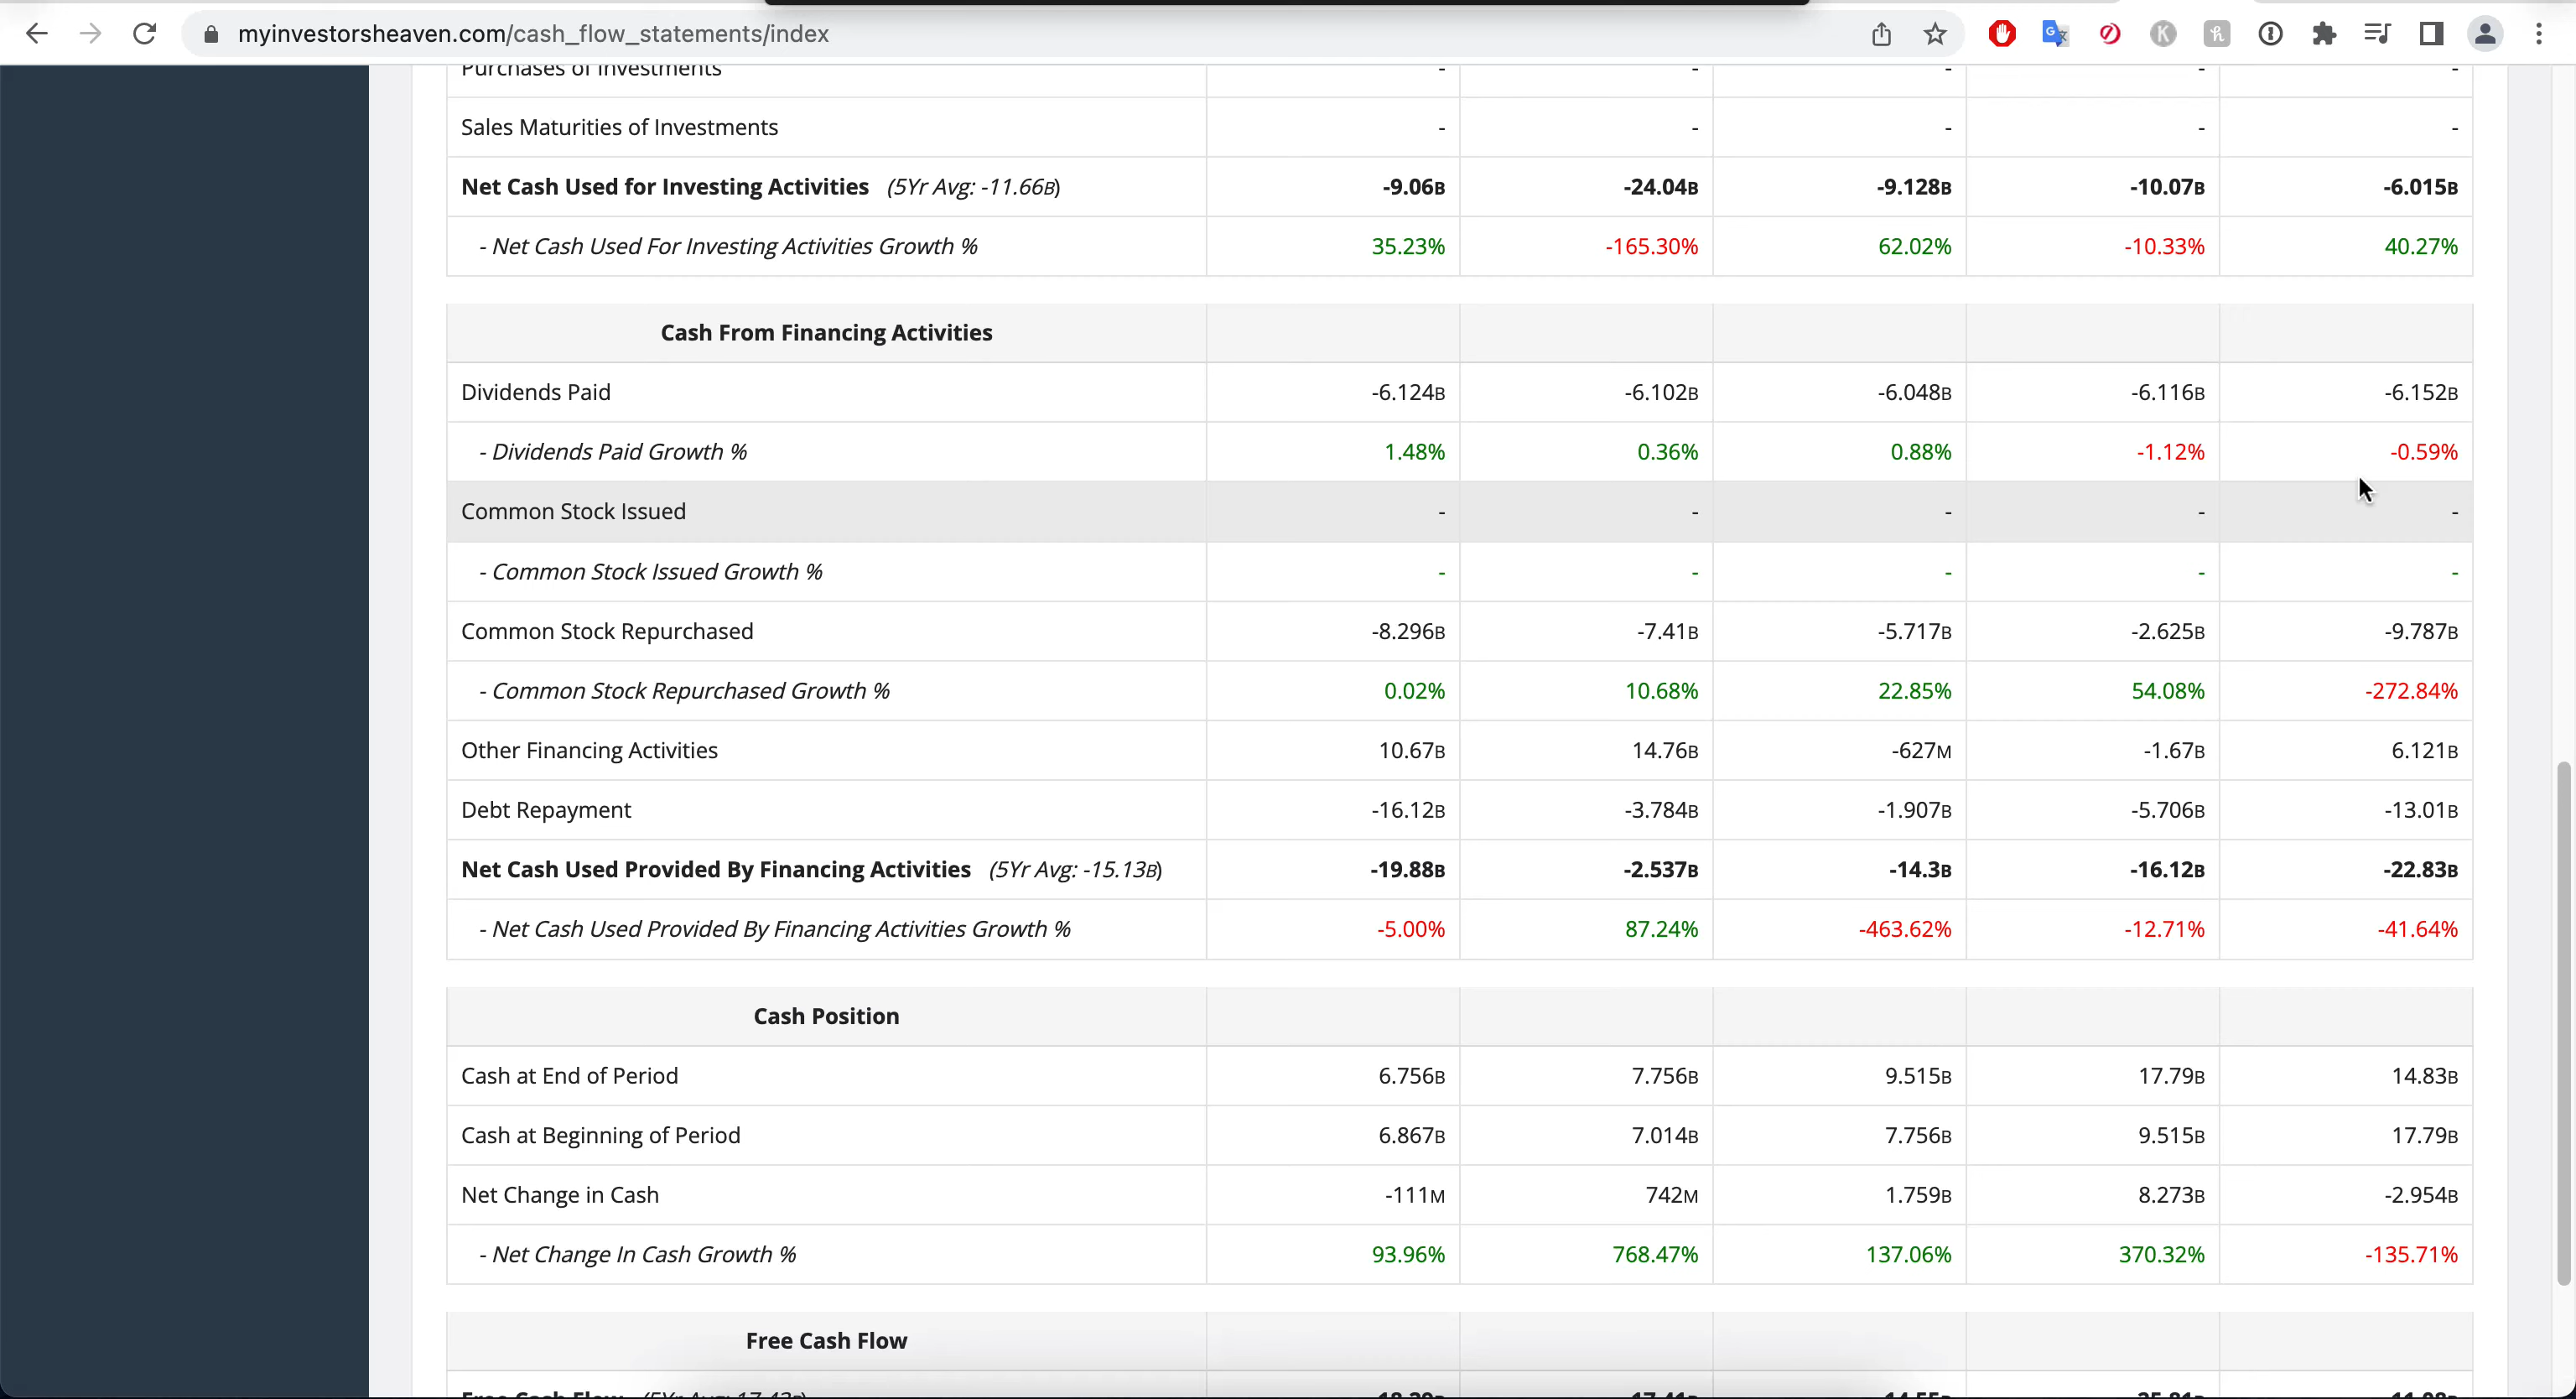 myinvestorsheaven.com/cash_flow_statements/index
Purchases of Investments - - - - -
Sales Maturities of Investments - - - - -
Net Cash Used for Investing Activities (5Yr Avg: -11.66B) -9.06B -24.04B -9.128B -10.07B -6.015B
- Net Cash Used For Investing Activities Growth % 35.23% -165.30% 62.02% -10.33% 40.27%
Cash From Financing Activities
Dividends Paid -6.124B -6.102B -6.048B -6.116B -6.152B
- Dividends Paid Growth % 1.48% 0.36% 0.88% -1.12% -0.59%
Common Stock Issued - - - - -
- Common Stock Issued Growth % - - - - -
Common Stock Repurchased -8.296B -7.41B -5.717B -2.625B -9.787B
- Common Stock Repurchased Growth % 0.02% 10.68% 22.85% 54.08% -272.84%
Other Financing Activities 10.67B 14.76B -627M -1.67B 6.121B
Debt Repayment -16.12B -3.784B -1.907B -5.706B -13.01B
Net Cash Used Provided By Financing Activities (5Yr Avg: -15.13B) -19.88B -2.537B -14.3B -16.12B -22.83B
- Net Cash Used Provided By Financing Activities Growth % -5.00% 87.24% -463.62% -12.71% -41.64%
Cash Position
Cash at End of Period 6.756B 7.756B 9.515B 17.79B 14.83B
Cash at Beginning of Period 6.867B 7.014B 7.756B 9.515B 17.79B
Net Change in Cash -111M 742M 1.759B 8.273B -2.954B
- Net Change In Cash Growth % 93.96% 768.47% 137.06% 370.32% -135.71%
Free Cash Flow
Free Cash Flow (5Yr Avg: